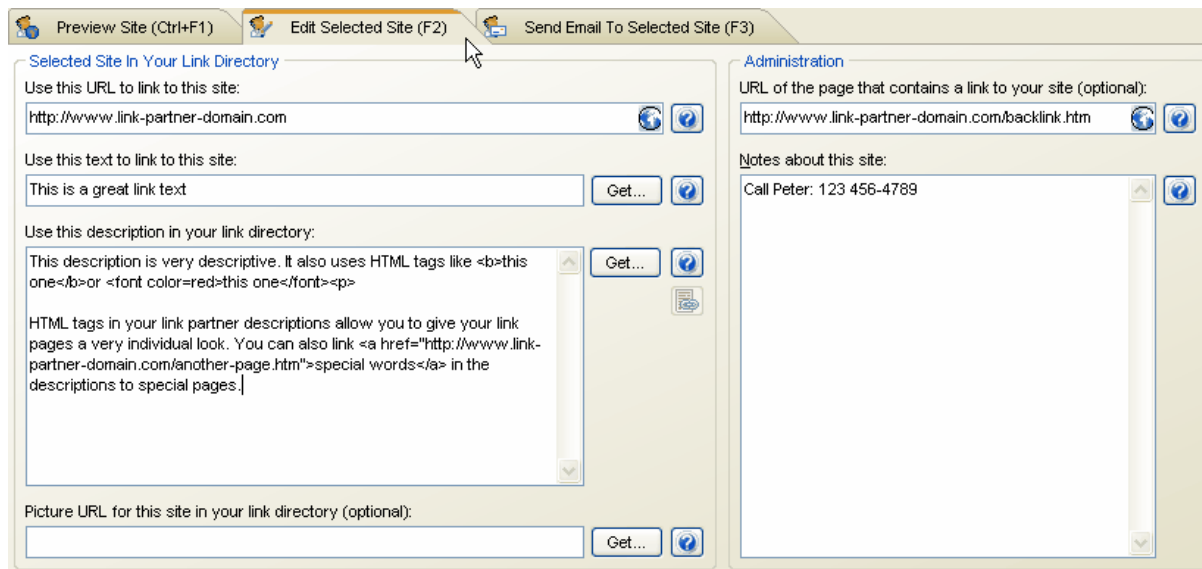 Preview Site (Ctrl+F1)
Edit Selected Site (F2)
Send Email To Selected Site (F3)
Selected Site In Your Link Directory
Use this URL to link to this site:
http://www.link-partner-domain.com
Use this text to link to this site:
This is a great link text
Get...
Use this description in your link directory:
This description is very descriptive. It also uses HTML tags like <b>this
one</b>or <font color=red>this one</font><p>
HTML tags in your link partner descriptions allow you to give your link
pages a very individual look. You can also link <a href="http://www.link-
partner-domain.com/another-page.htm">special words</a> in the
descriptions to special pages.
Get...
Picture URL for this site in your link directory (optional):
Get...
Administration
URL of the page that contains a link to your site (optional):
http://www.link-partner-domain.com/backlink.htm
Notes about this site:
Call Peter: 123 456-4789